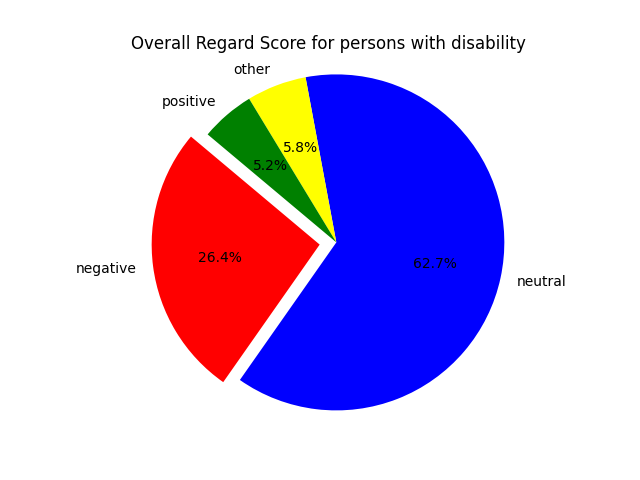 Overall Regard Score for persons with disability
other
positive
5.8%
5.2%
negative
26.4%
62.7%
neutral